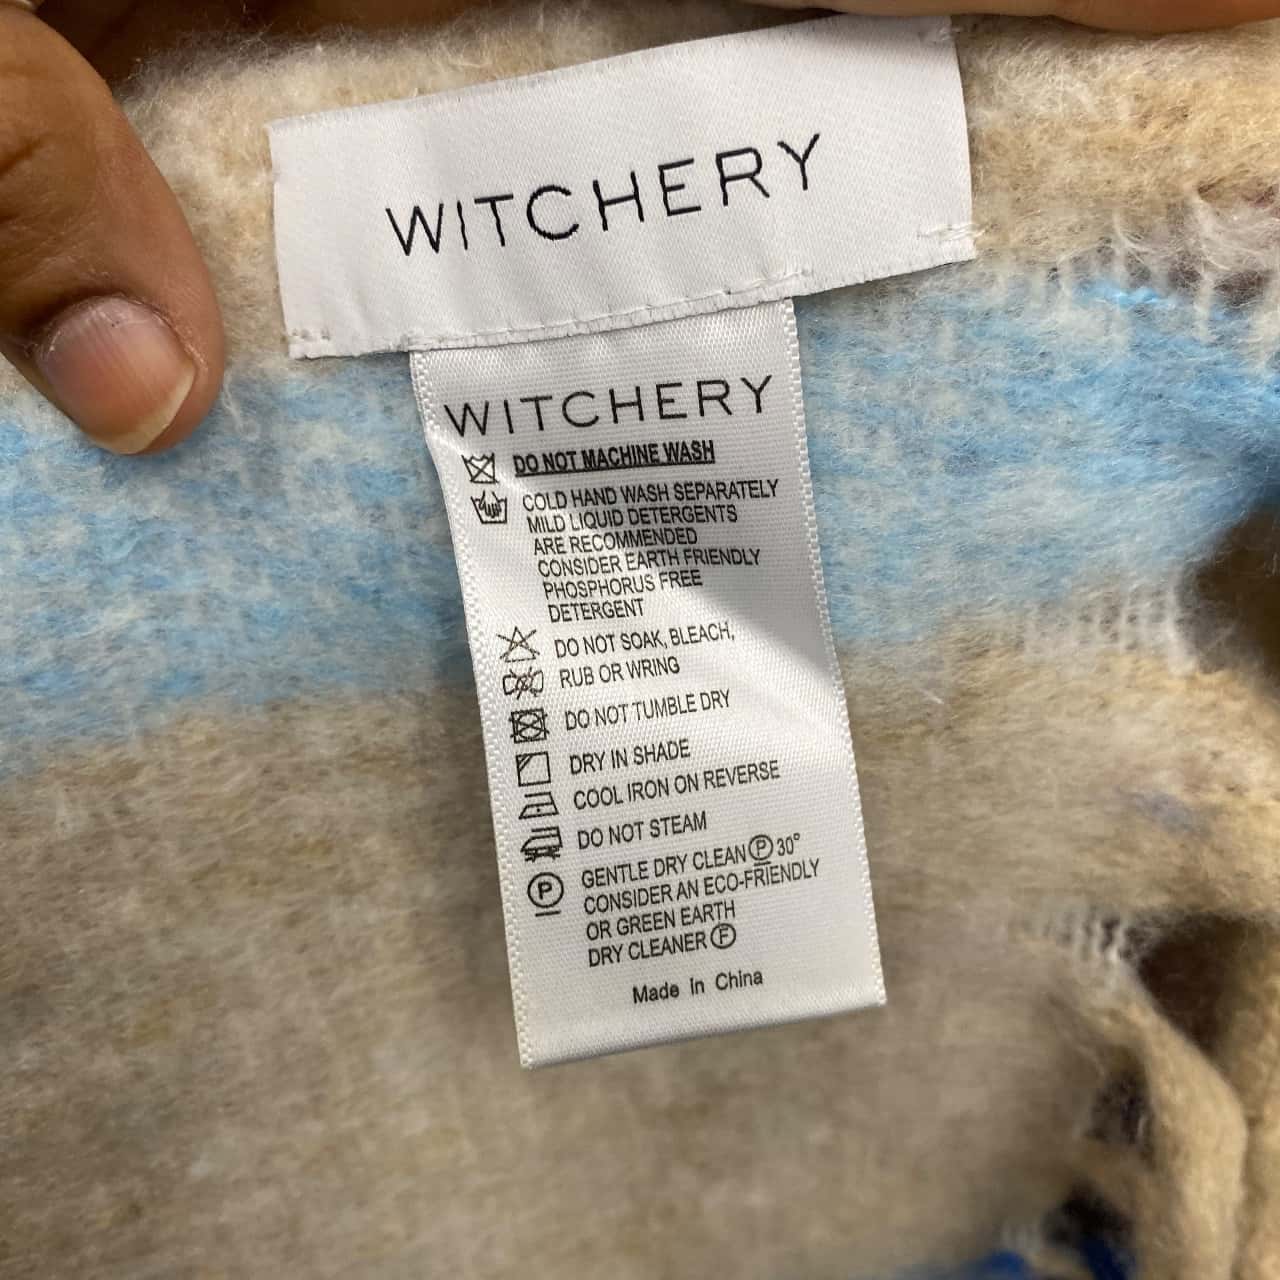 WITCHERY
WITCHERY
DO NOT MACHINE WASH
COLD HAND WASH SEPARATELY
MILD LIQUID DETERGENTS
ARE RECOMMENDED
CONSIDER EARTH FRIENDLY
PHOSPHORUS FREE
DETERGENT
DO NOT SOAK, BLEACH,
RUB OR WRING
DO NOT TUMBLE DRY
DRY IN SHADE
COOL IRON ON REVERSE
DO NOT STEAM
GENTLE DRY CLEAN Ⓟ 30°
Ⓟ CONSIDER AN ECO-FRIENDLY
OR GREEN EARTH
DRY CLEANER Ⓕ
Made In China